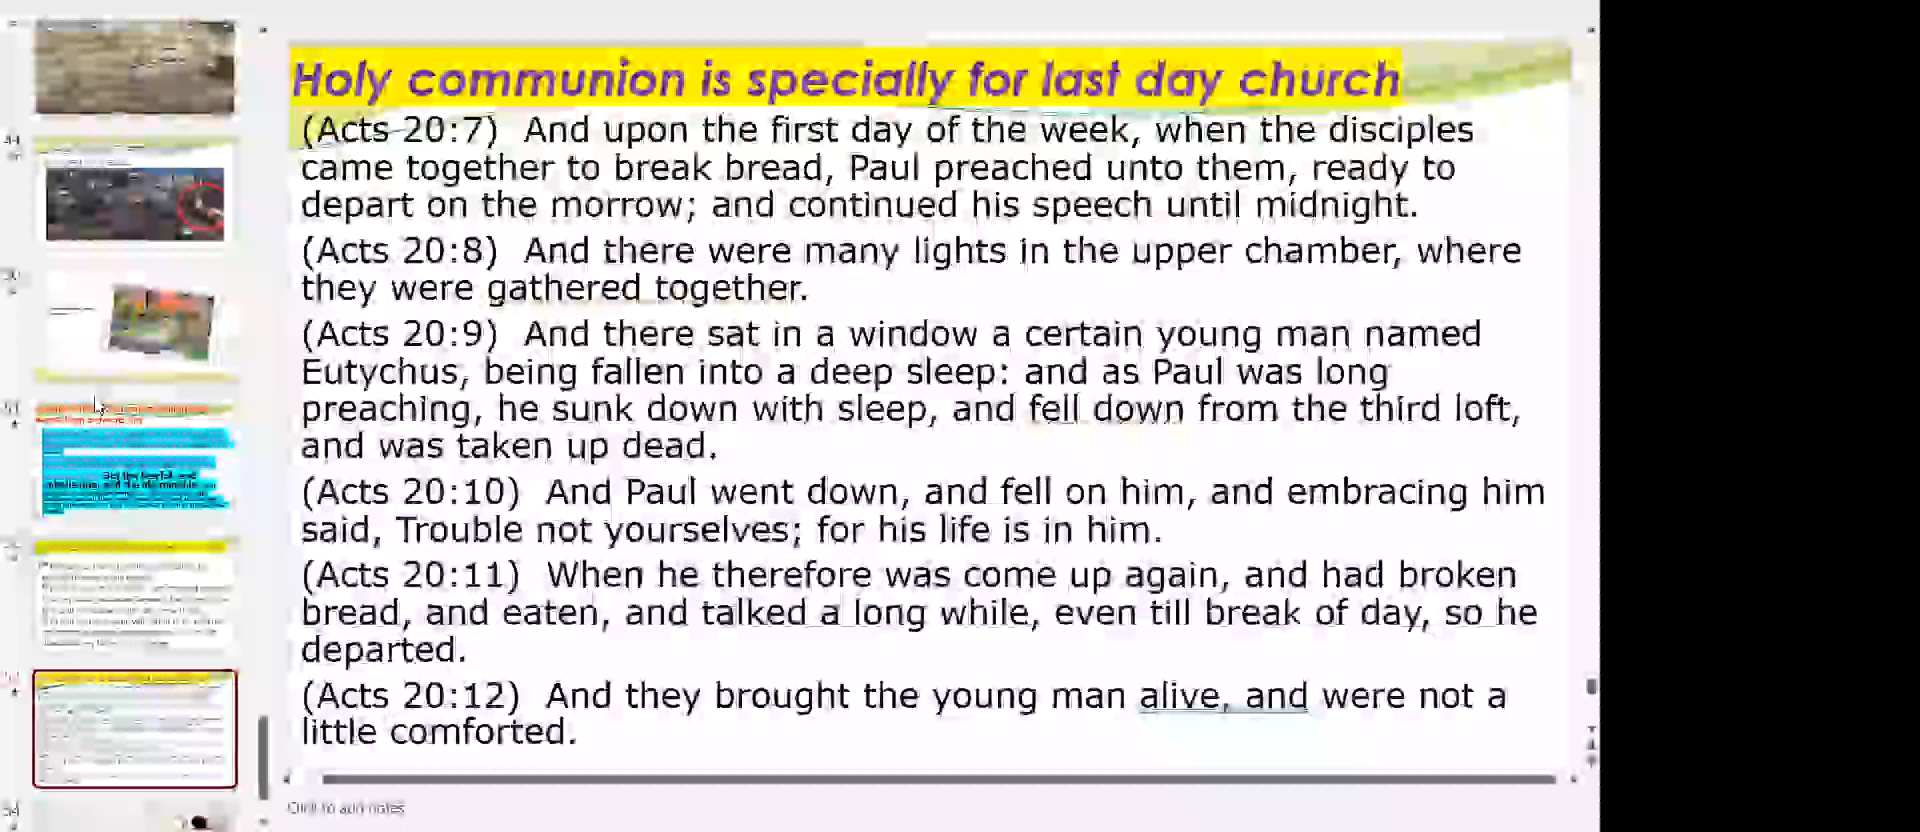 Holy communion is specially for last day church
(Acts 20:7) And upon the first day of the week, when the disciples
came together to break bread, Paul preached unto them, ready to
depart on the morrow; and continued his speech until midnight.
(Acts 20:8) And there were many lights in the upper chamber, where
they were gathered together.
(Acts 20:9) And there sat in a window a certain young man named
Eutychus, being fallen into a deep sleep: and as Paul was long
preaching, he sunk down with sleep, and fell down from the third loft,
and was taken up dead.
(Acts 20:10) And Paul went down, and fell on him, and embracing him
said, Trouble not yourselves; for his life is in him.
(Acts 20:11) When he therefore was come up again, and had broken
bread, and eaten, and talked a long while, even till break of day, so he
departed.
(Acts 20:12) And they brought the young man alive, and were not a
little comforted.
Click to add notes